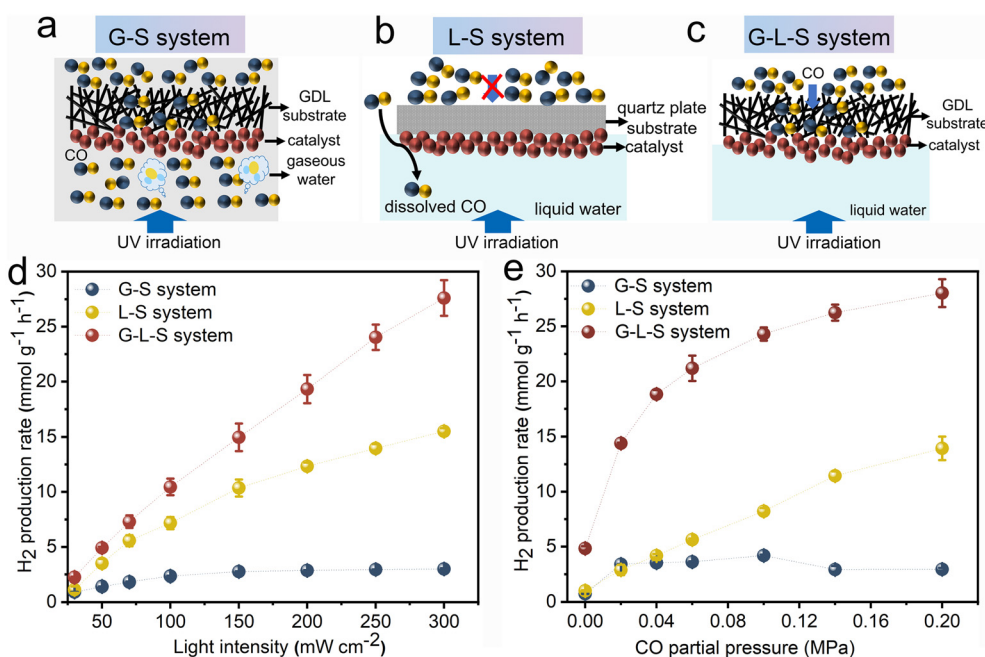 a
G-S system
GDL
substrate
catalyst
CO
gaseous
water
UV irradiation
b
L-S system
quartz plate
substrate
catalyst
dissolved CO
liquid water
UV irradiation
c
G-L-S system
CO
GDL
substrate
catalyst
liquid water
UV irradiation
d
G-S system
L-S system
G-L-S system
H₂ production rate (mmol g⁻¹ h⁻¹)
30
25
20
15
10
5
0
50
100
150
200
250
300
Light intensity (mW cm⁻²)
e
G-S system
L-S system
G-L-S system
H₂ production rate (mmol g⁻¹ h⁻¹)
30
25
20
15
10
5
0
0.00
0.04
0.08
0.12
0.16
0.20
CO partial pressure (MPa)